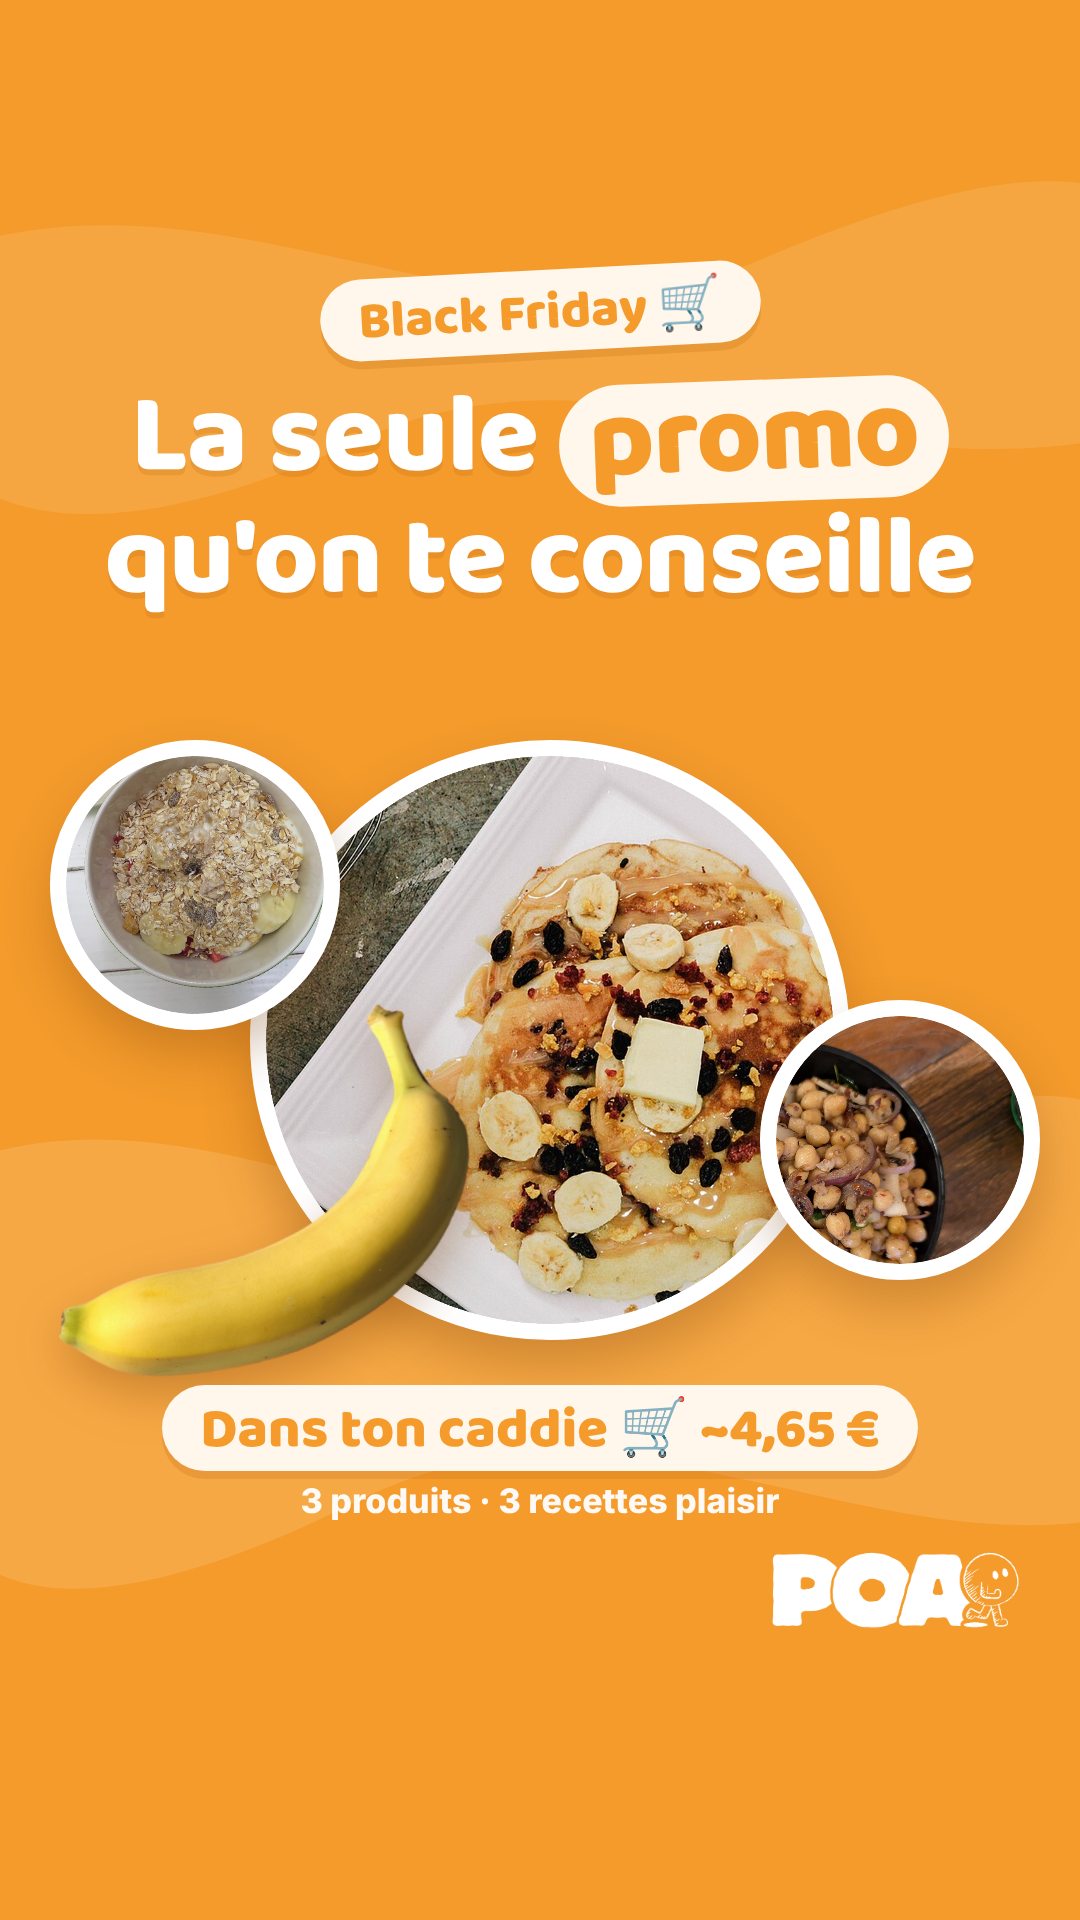 Black Friday 🛒
La seule promo
qu'on te conseille
Dans ton caddie 🛒 ~4,65 €
3 produits · 3 recettes plaisir
POA